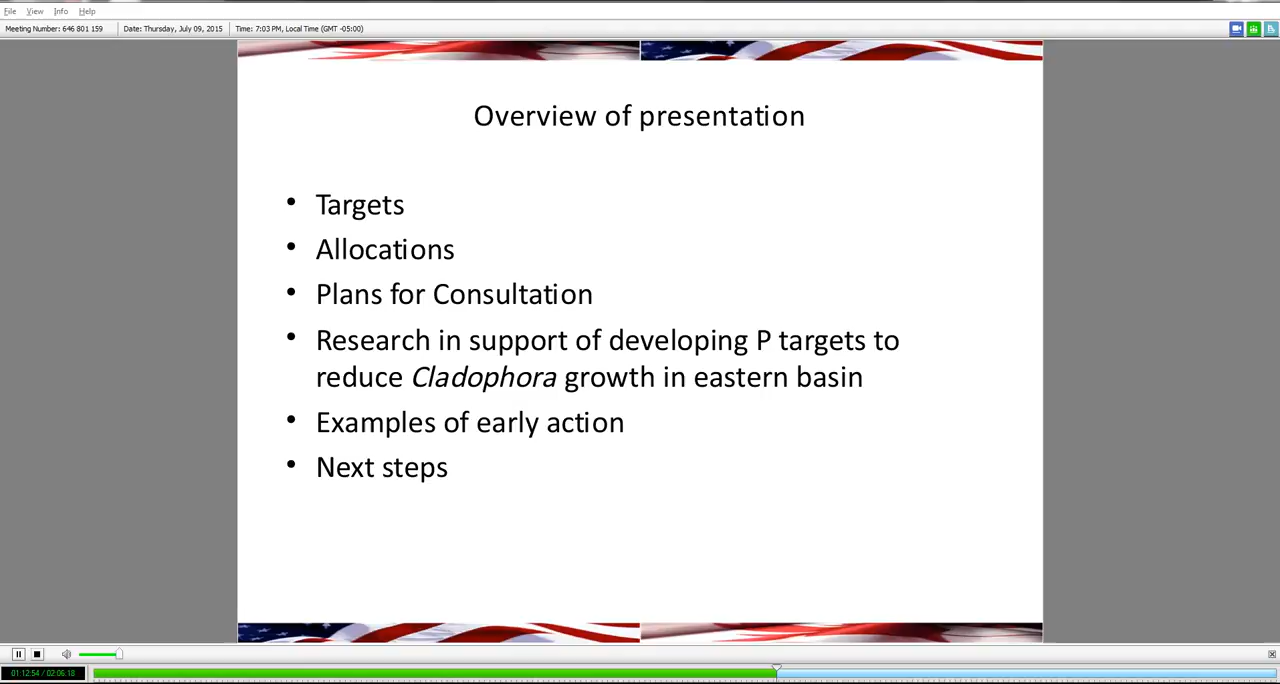 File View Info Help
Meeting Number: 646 801 159 Date: Thursday, July 09, 2015 Time: 7:03 PM, Local Time (GMT -05:00)
Overview of presentation
• Targets
• Allocations
• Plans for Consultation
• Research in support of developing P targets to
reduce Cladophora growth in eastern basin
• Examples of early action
• Next steps
01:12:54 / 02:06:18